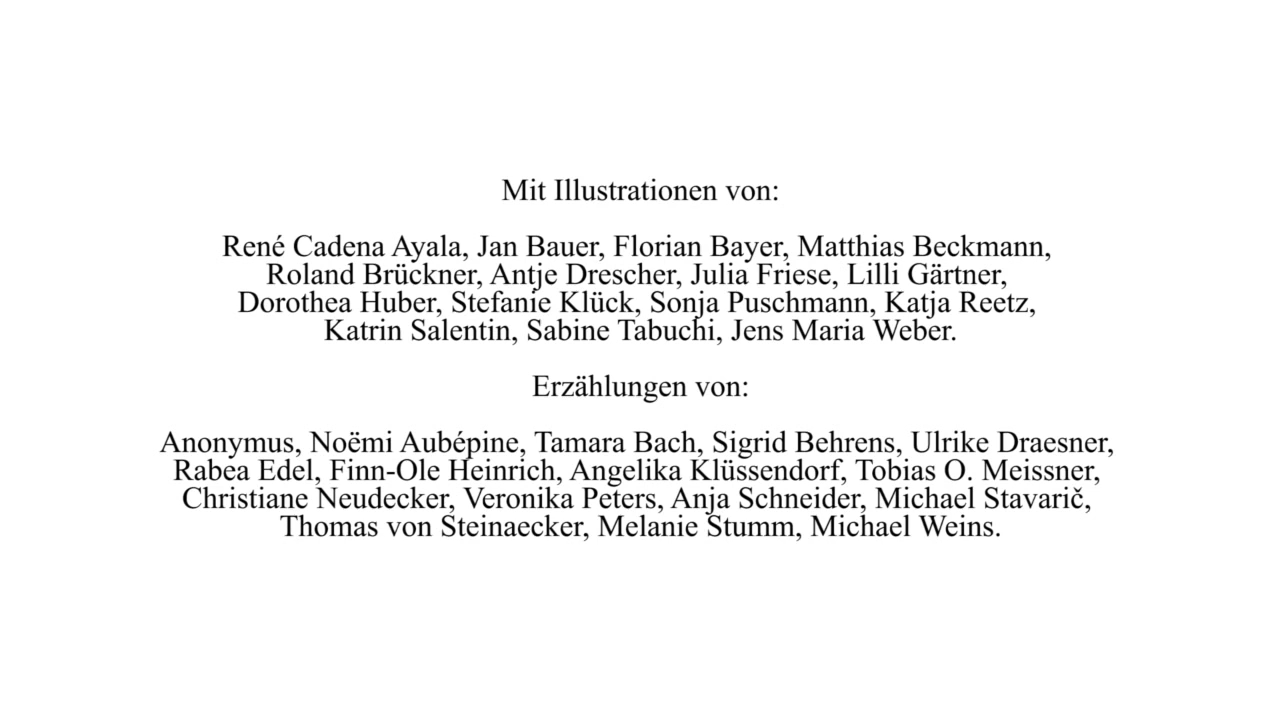 Mit Illustrationen von:
René Cadena Ayala, Jan Bauer, Florian Bayer, Matthias Beckmann,
Roland Brückner, Antje Drescher, Julia Friese, Lilli Gärtner,
Dorothea Huber, Stefanie Klück, Sonja Puschmann, Katja Reetz,
Katrin Salentin, Sabine Tabuchi, Jens Maria Weber.
Erzählungen von:
Anonymus, Noëmi Aubépine, Tamara Bach, Sigrid Behrens, Ulrike Draesner,
Rabea Edel, Finn-Ole Heinrich, Angelika Klüssendorf, Tobias O. Meissner,
Christiane Neudecker, Veronika Peters, Anja Schneider, Michael Stavarič,
Thomas von Steinaecker, Melanie Stumm, Michael Weins.